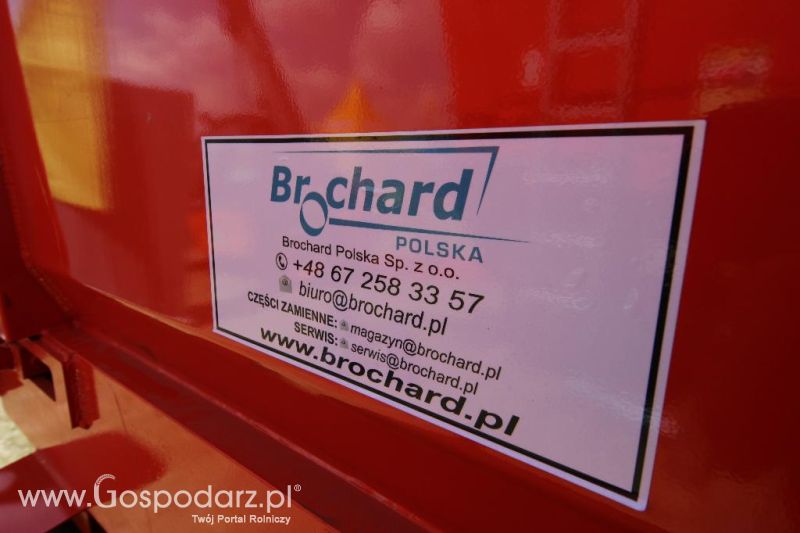 Brochard
POLSKA
Brochard Polska Sp. z o.o.
+48 67 258 33 57
biuro@brochard.pl
CZĘŚCI ZAMIENNE: magazyn@brochard.pl
SERWIS: serwis@brochard.pl
www.brochard.pl
www.Gospodarz.pl®
Twój Portal Rolniczy